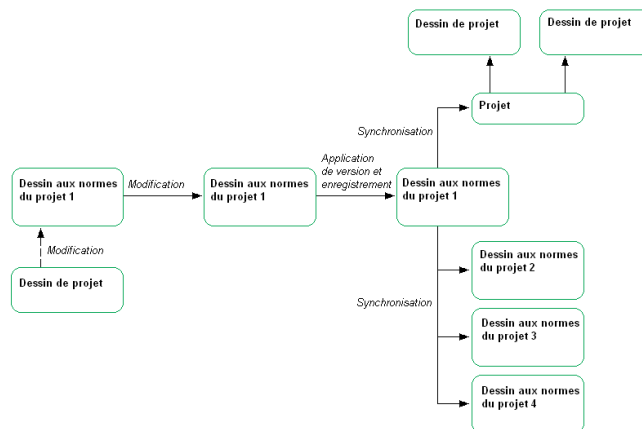 Dessin de projet
Dessin de projet
Projet
Synchronisation
Application
de version et
enregistrement
Dessin aux normes
du projet 1
Modification
Dessin aux normes
du projet 1
Dessin aux normes
du projet 1
Modification
Dessin de projet
Dessin aux normes
du projet 2
Synchronisation
Dessin aux normes
du projet 3
Dessin aux normes
du projet 4